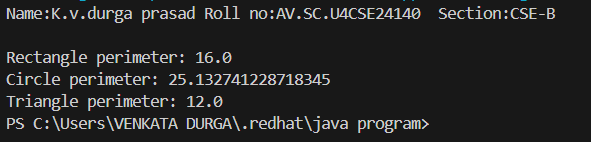 Name:K.v.durga prasad Roll no:AV.SC.U4CSE24140  Section:CSE-B
Rectangle perimeter: 16.0
Circle perimeter: 25.132741228718345
Triangle perimeter: 12.0
PS C:\Users\VENKATA DURGA\.redhat\java program>